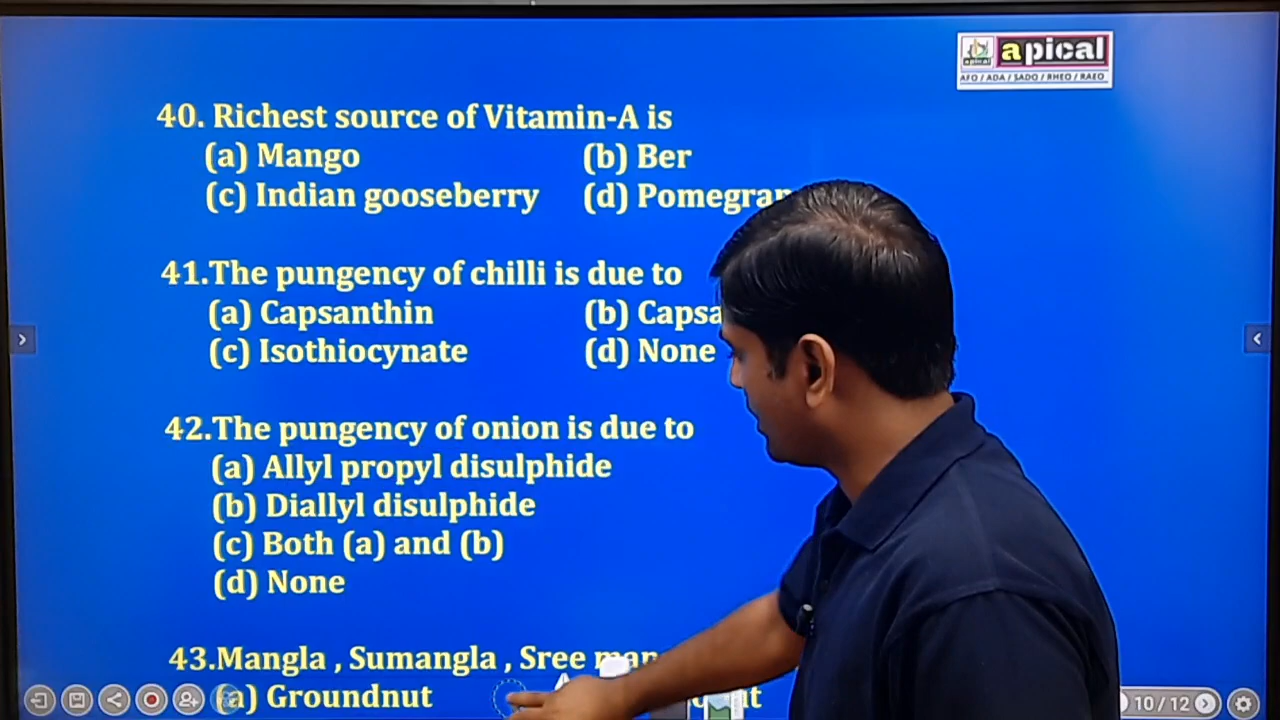 apical
AFO / ADA / SADO / RHEO / RAEO
40. Richest source of Vitamin-A is
(a) Mango (b) Ber
(c) Indian gooseberry (d)
41.The pungency of chilli is due to
(a) Capsanthin (b)
(c) Isothiocynate (d) None
42.The pungency of onion is due to
(a) Allyl propyl disulphide
(b) Diallyl disulphide
(c) Both (a) and (b)
(d) None
43.Mangla , Sumangla , Sree
Groundnut
10 / 12